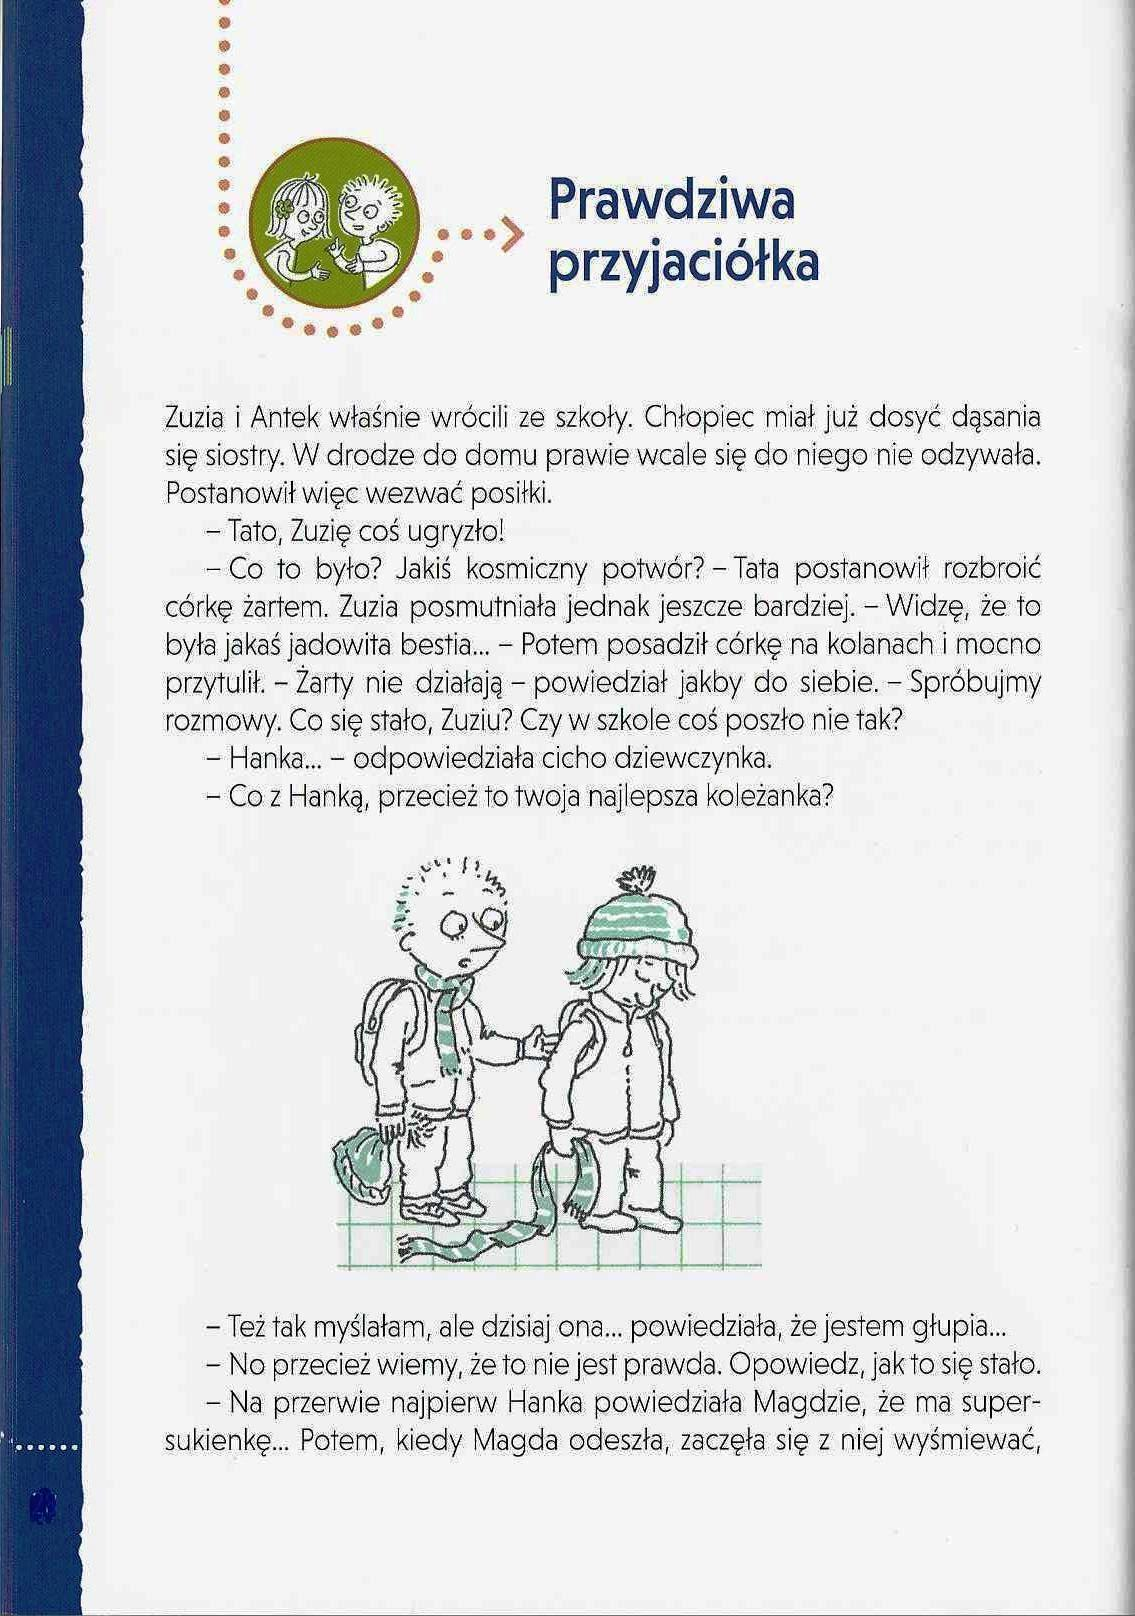 Prawdziwa
przyjaciółka
Zuzia i Antek właśnie wrócili ze szkoły. Chłopiec miał już dosyć dąsania
się siostry. W drodze do domu prawie wcale się do niego nie odzywała.
Postanowił więc wezwać posiłki.
– Tato, Zuzię coś ugryzło!
– Co to było? Jakiś kosmiczny potwór? – Tata postanowił rozbroić
córkę żartem. Zuzia posmutniała jednak jeszcze bardziej. – Widzę, że to
była jakaś jadowita bestia... – Potem posadził córkę na kolanach i mocno
przytulił. – Żarty nie działają – powiedział jakby do siebie. – Spróbujmy
rozmowy. Co się stało, Zuziu? Czy w szkole coś poszło nie tak?
– Hanka... – odpowiedziała cicho dziewczynka.
– Co z Hanką, przecież to twoja najlepsza koleżanka?
– Też tak myślałam, ale dzisiaj ona... powiedziała, że jestem głupia...
– No przecież wiemy, że to nie jest prawda. Opowiedz, jak to się stało.
– Na przerwie najpierw Hanka powiedziała Magdzie, że ma super-
sukienkę... Potem, kiedy Magda odeszła, zaczęła się z niej wyśmiewać,